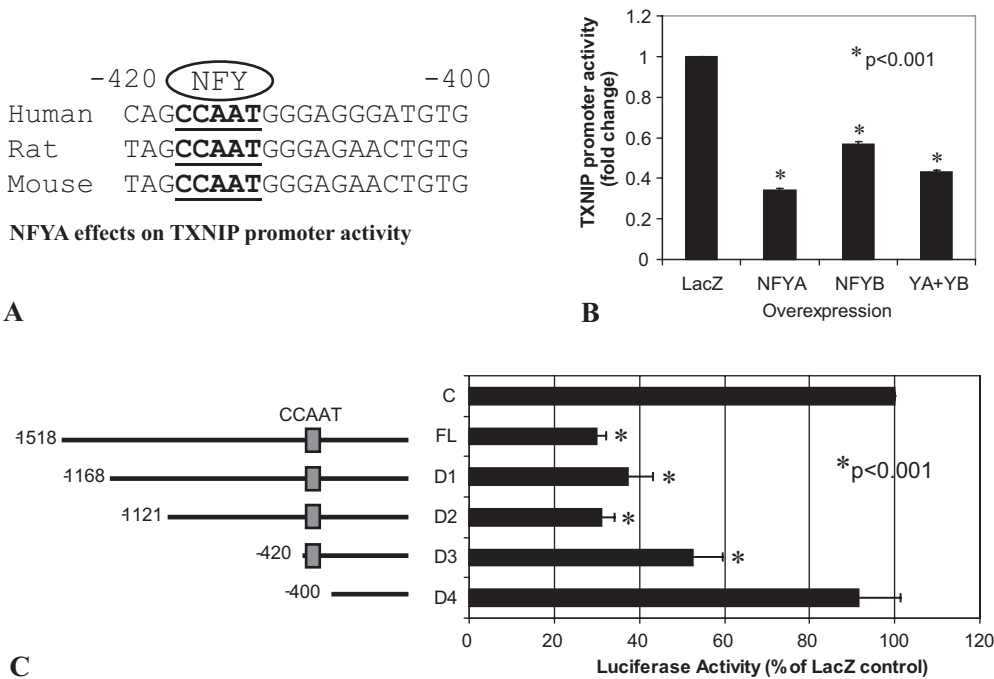 -420 NFY -400
Human CAGCCAATGGGAGGGATGTG
Rat TAGCCAATGGGAGAACTGTG
Mouse TAGCCAATGGGAGAACTGTG
NFYA effects on TXNIP promoter activity
A
TXNIP promoter activity
(fold change)
1.2
1
0.8
0.6
0.4
0.2
0
*p<0.001
*
*
*
LacZ NFYA NFYB YA+YB
Overexpression
B
CCAAT
-1518
-1168
-1121
-420
-400
C
FL
D1
D2
D3
D4
*
*
*
*
*p<0.001
0 20 40 60 80 100 120
Luciferase Activity (% of LacZ control)
C